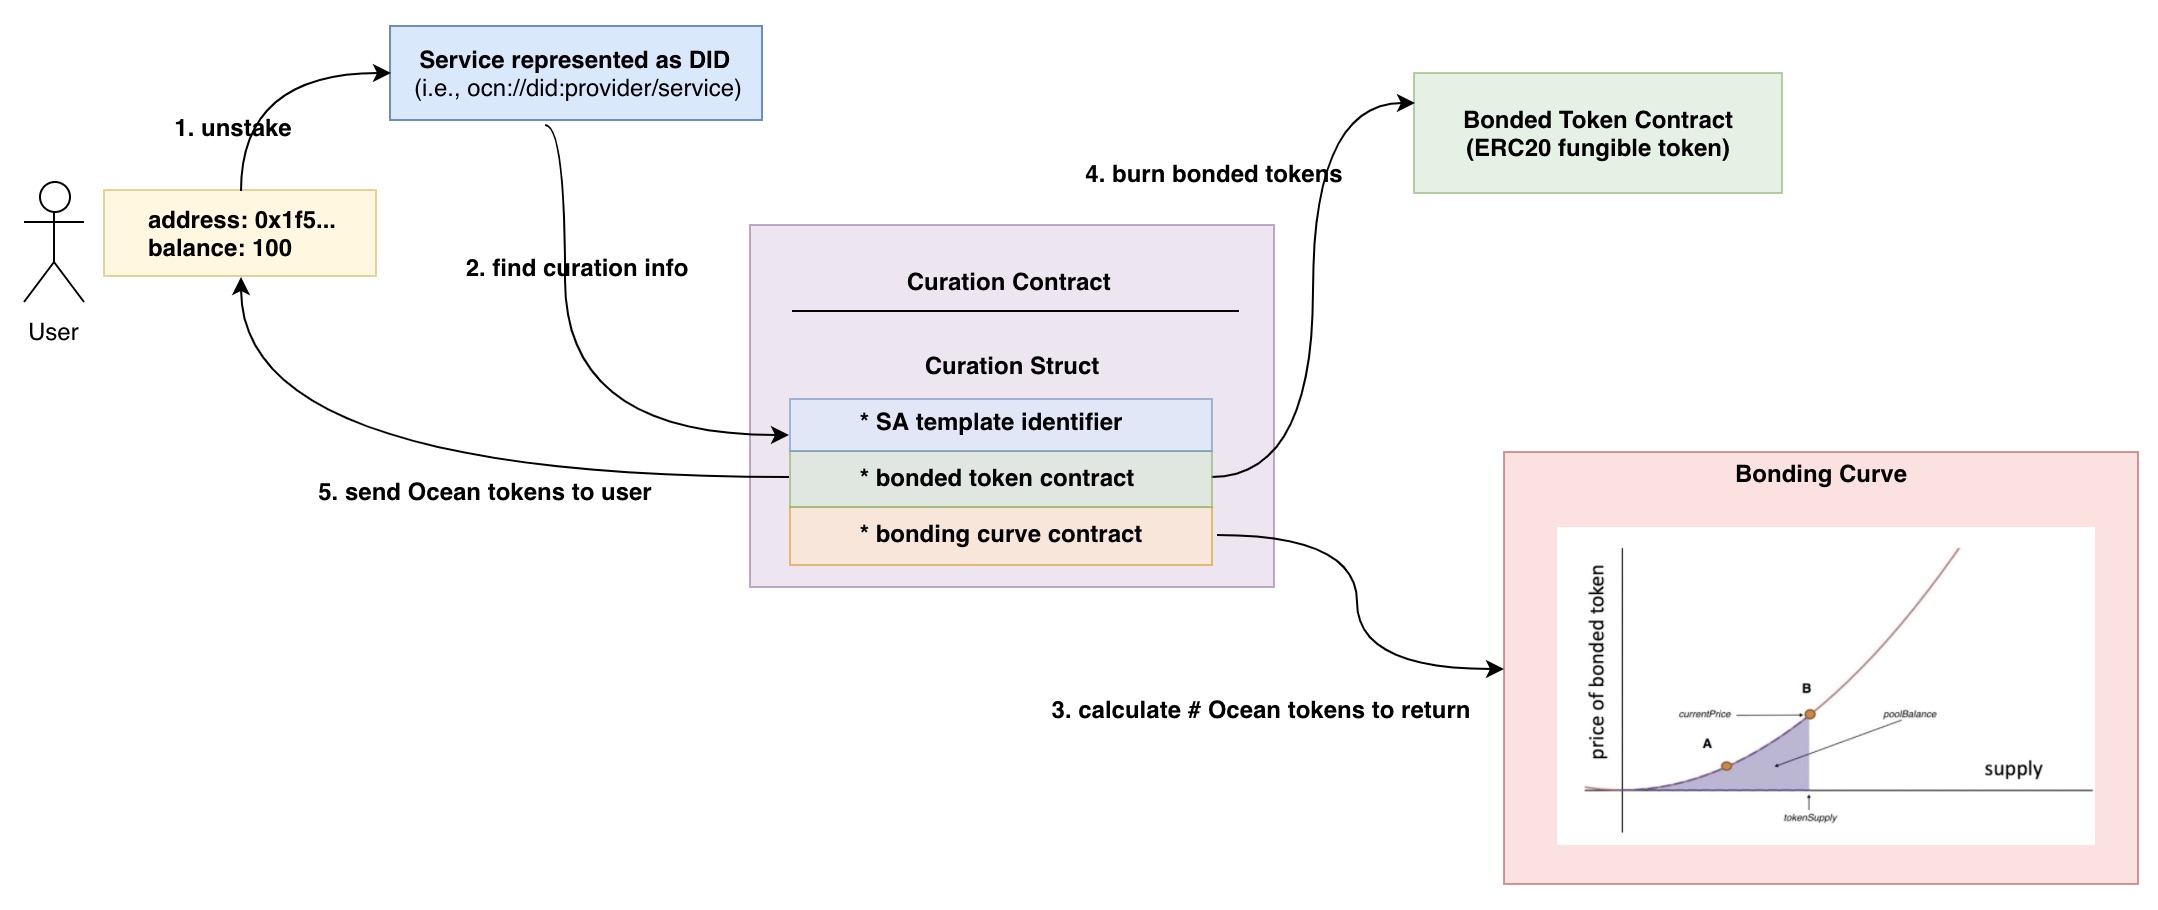 Service represented as DID
(i.e., ocn://did:provider/service)
1. unstake
address: 0x1f5...
balance: 100
User
2. find curation info
Curation Contract
Curation Struct
* SA template identifier
* bonded token contract
* bonding curve contract
4. burn bonded tokens
Bonded Token Contract
(ERC20 fungible token)
5. send Ocean tokens to user
3. calculate # Ocean tokens to return
Bonding Curve
price of bonded token
B
currentPrice
poolBalance
A
supply
tokenSupply